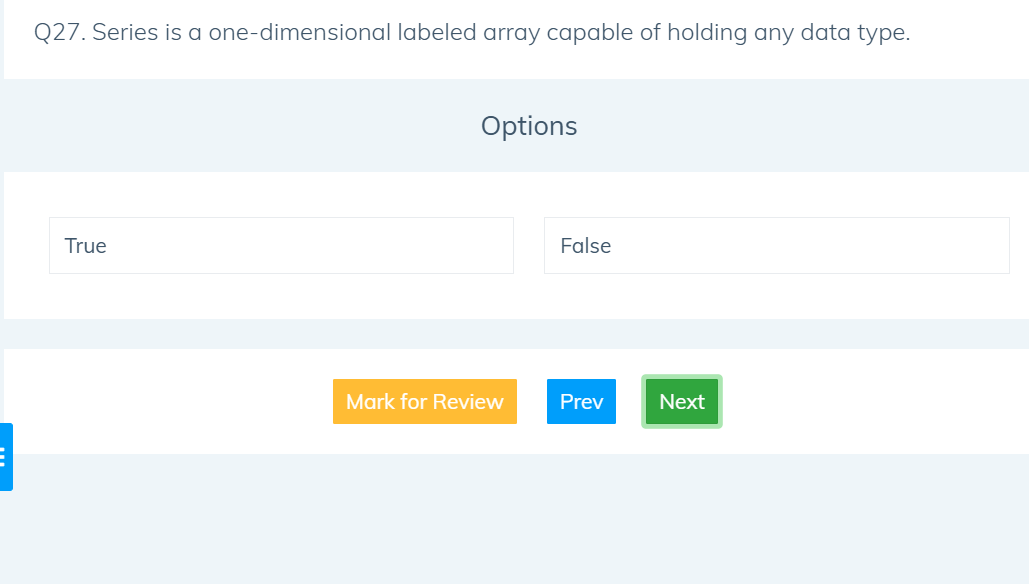 Q27. Series is a one-dimensional labeled array capable of holding any data type.
Options
True
False
Mark for Review
Prev
Next